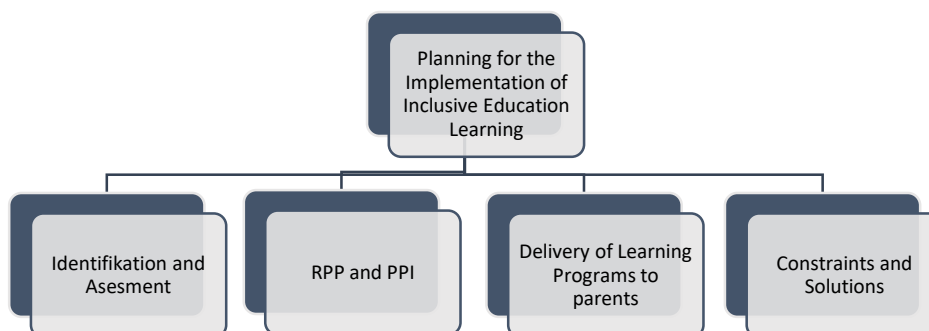 Planning for the
Implementation of
Inclusive Education
Learning
Identifikation and
Asesment
RPP and PPI
Delivery of Learning
Programs to
parents
Constraints and
Solutions